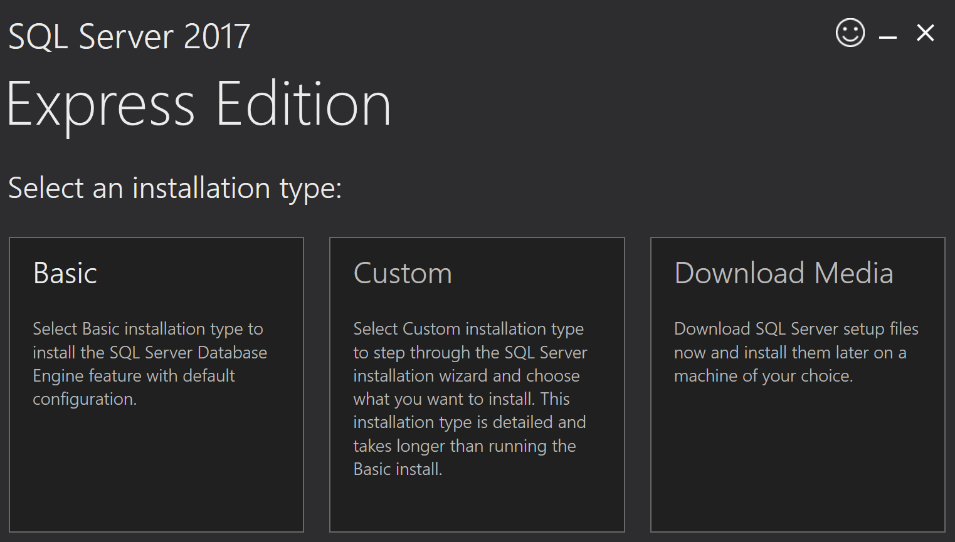 SQL Server 2017
Express Edition
Select an installation type:
Basic
Select Basic installation type to
install the SQL Server Database
Engine feature with default
configuration.
Custom
Select Custom installation type
to step through the SQL Server
installation wizard and choose
what you want to install. This
installation type is detailed and
takes longer than running the
Basic install.
Download Media
Download SQL Server setup files
now and install them later on a
machine of your choice.